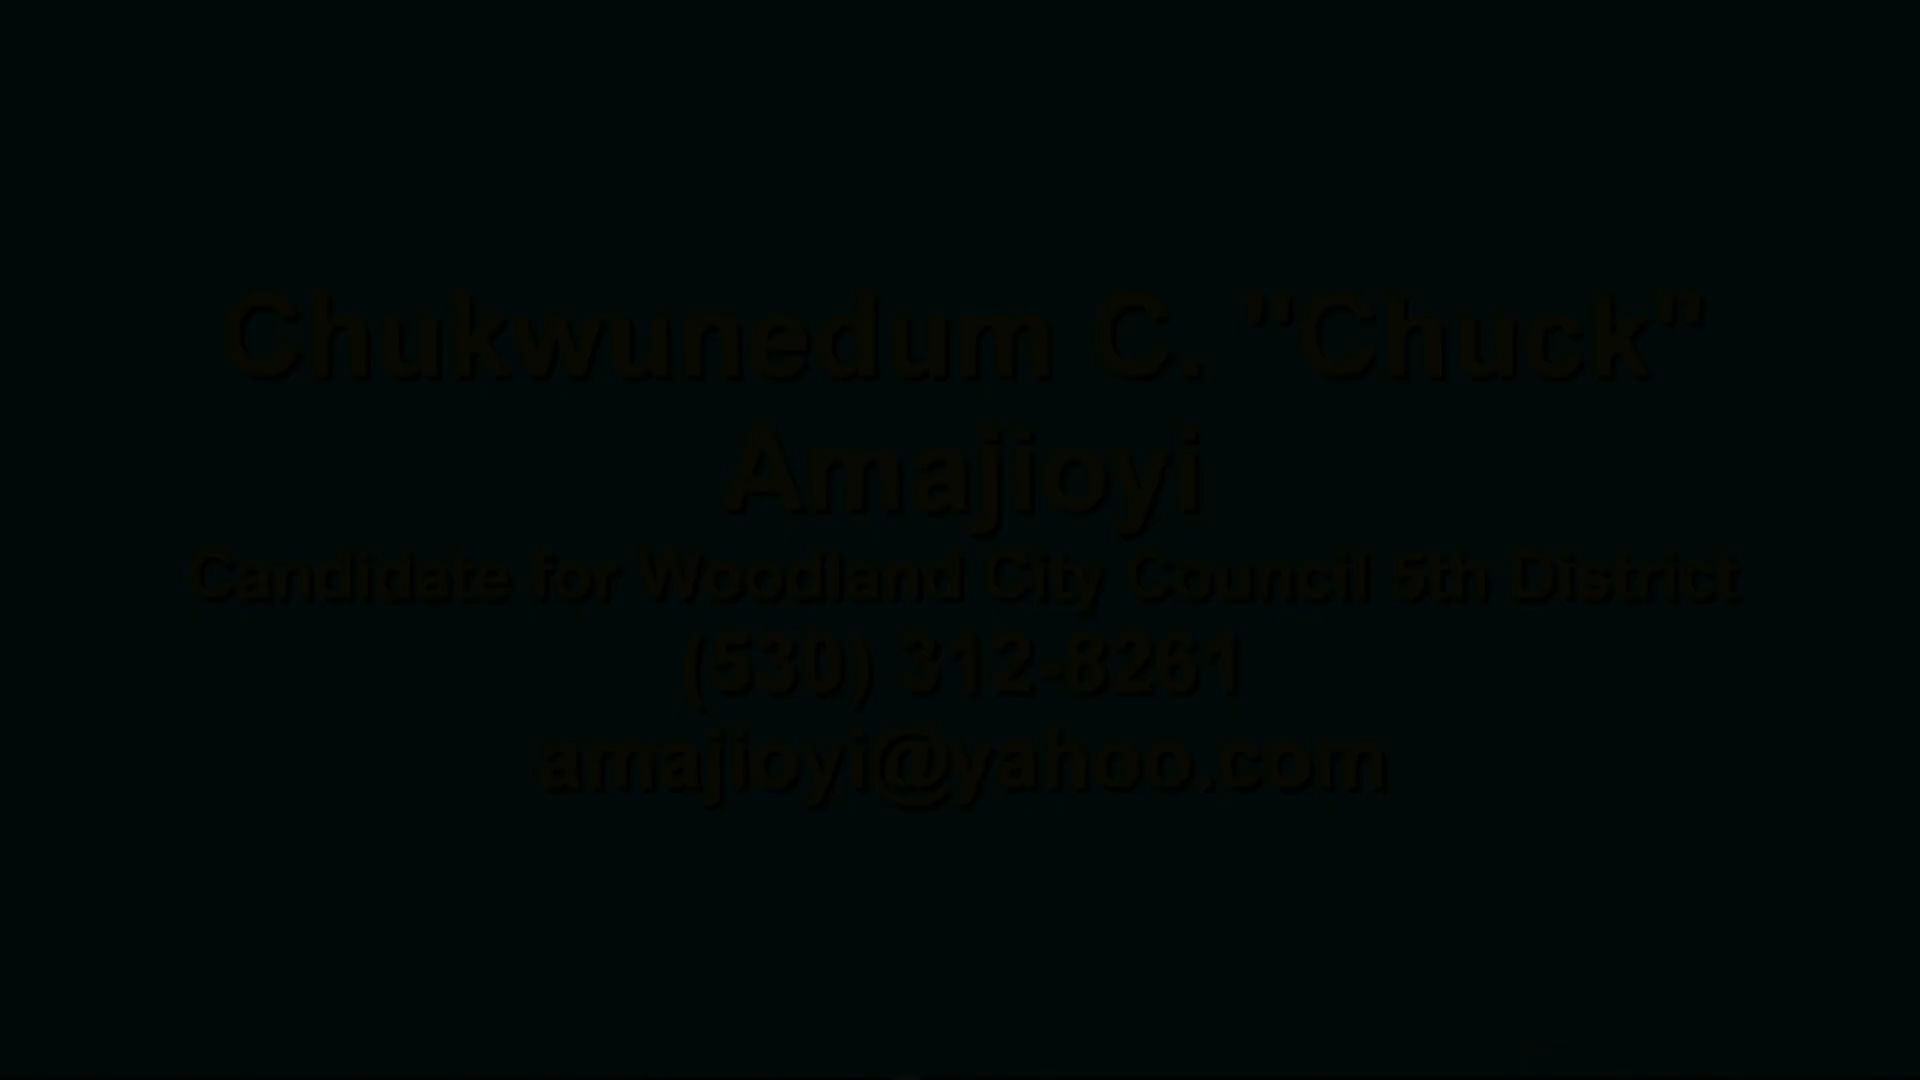 Chukwunedum C. "Chuck"
Amajioyi
Candidate for Woodland City Council 5th District
(530) 312-8261
amajioyi@yahoo.com